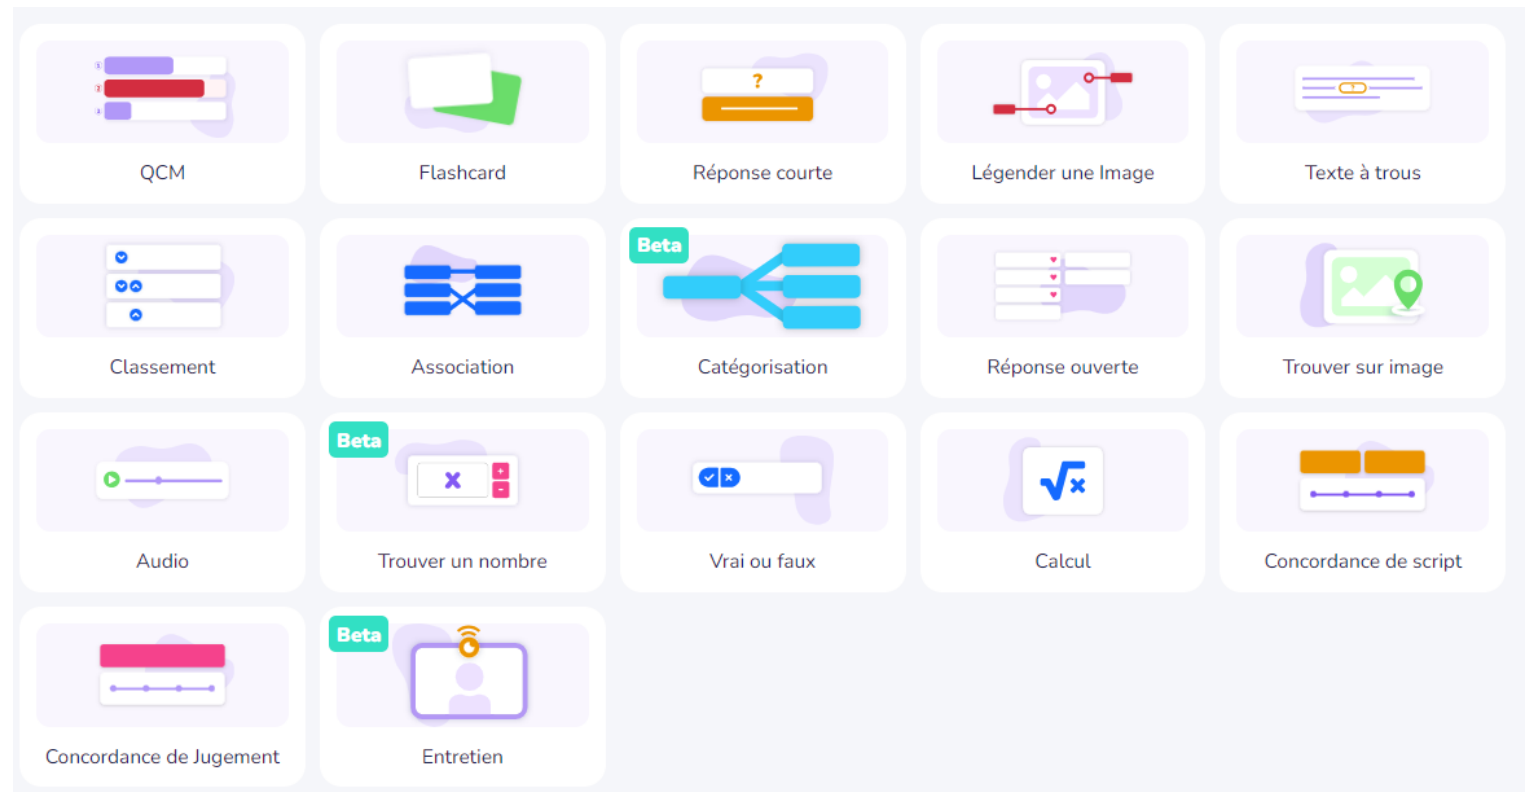 QCM
Flashcard
?
Réponse courte
Légender une Image
?
Texte à trous
Classement
Association
Beta
Catégorisation
Réponse ouverte
Trouver sur image
Audio
Beta
Trouver un nombre
Vrai ou faux
√x
Calcul
Concordance de script
Concordance de Jugement
Beta
Entretien